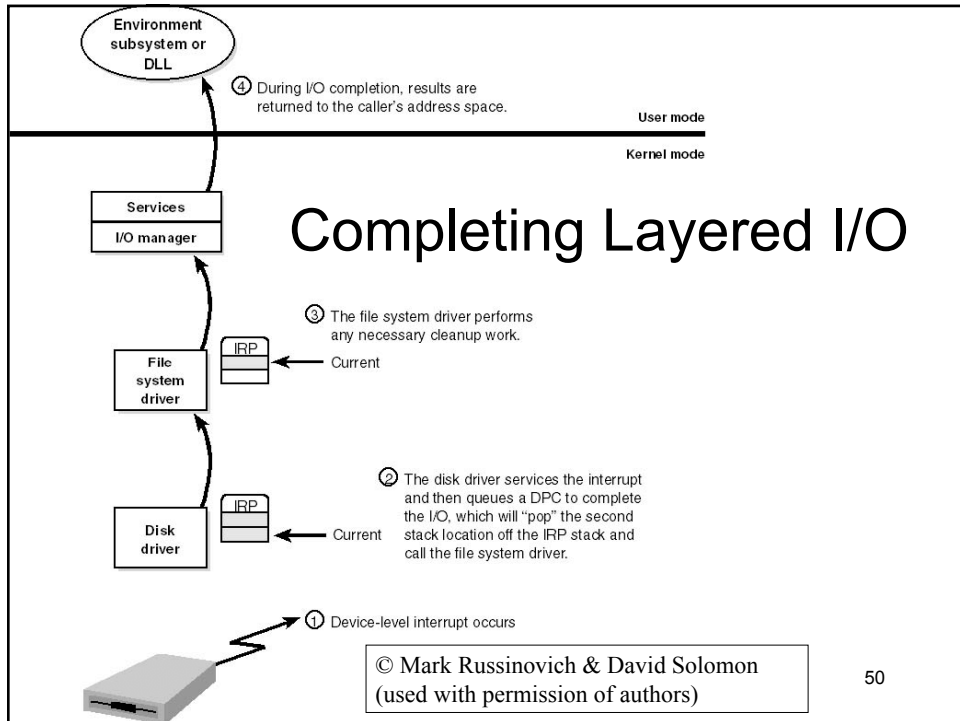 Environment
subsystem or
DLL
④ During I/O completion, results are
returned to the caller's address space.
User mode
Kernel mode
Services
I/O manager
Completing Layered I/O
③ The file system driver performs
any necessary cleanup work.
IRP
Current
File
system
driver
② The disk driver services the interrupt
and then queues a DPC to complete
the I/O, which will “pop” the second
stack location off the IRP stack and
call the file system driver.
IRP
Current
Disk
driver
① Device-level interrupt occurs
© Mark Russinovich & David Solomon
(used with permission of authors)
50